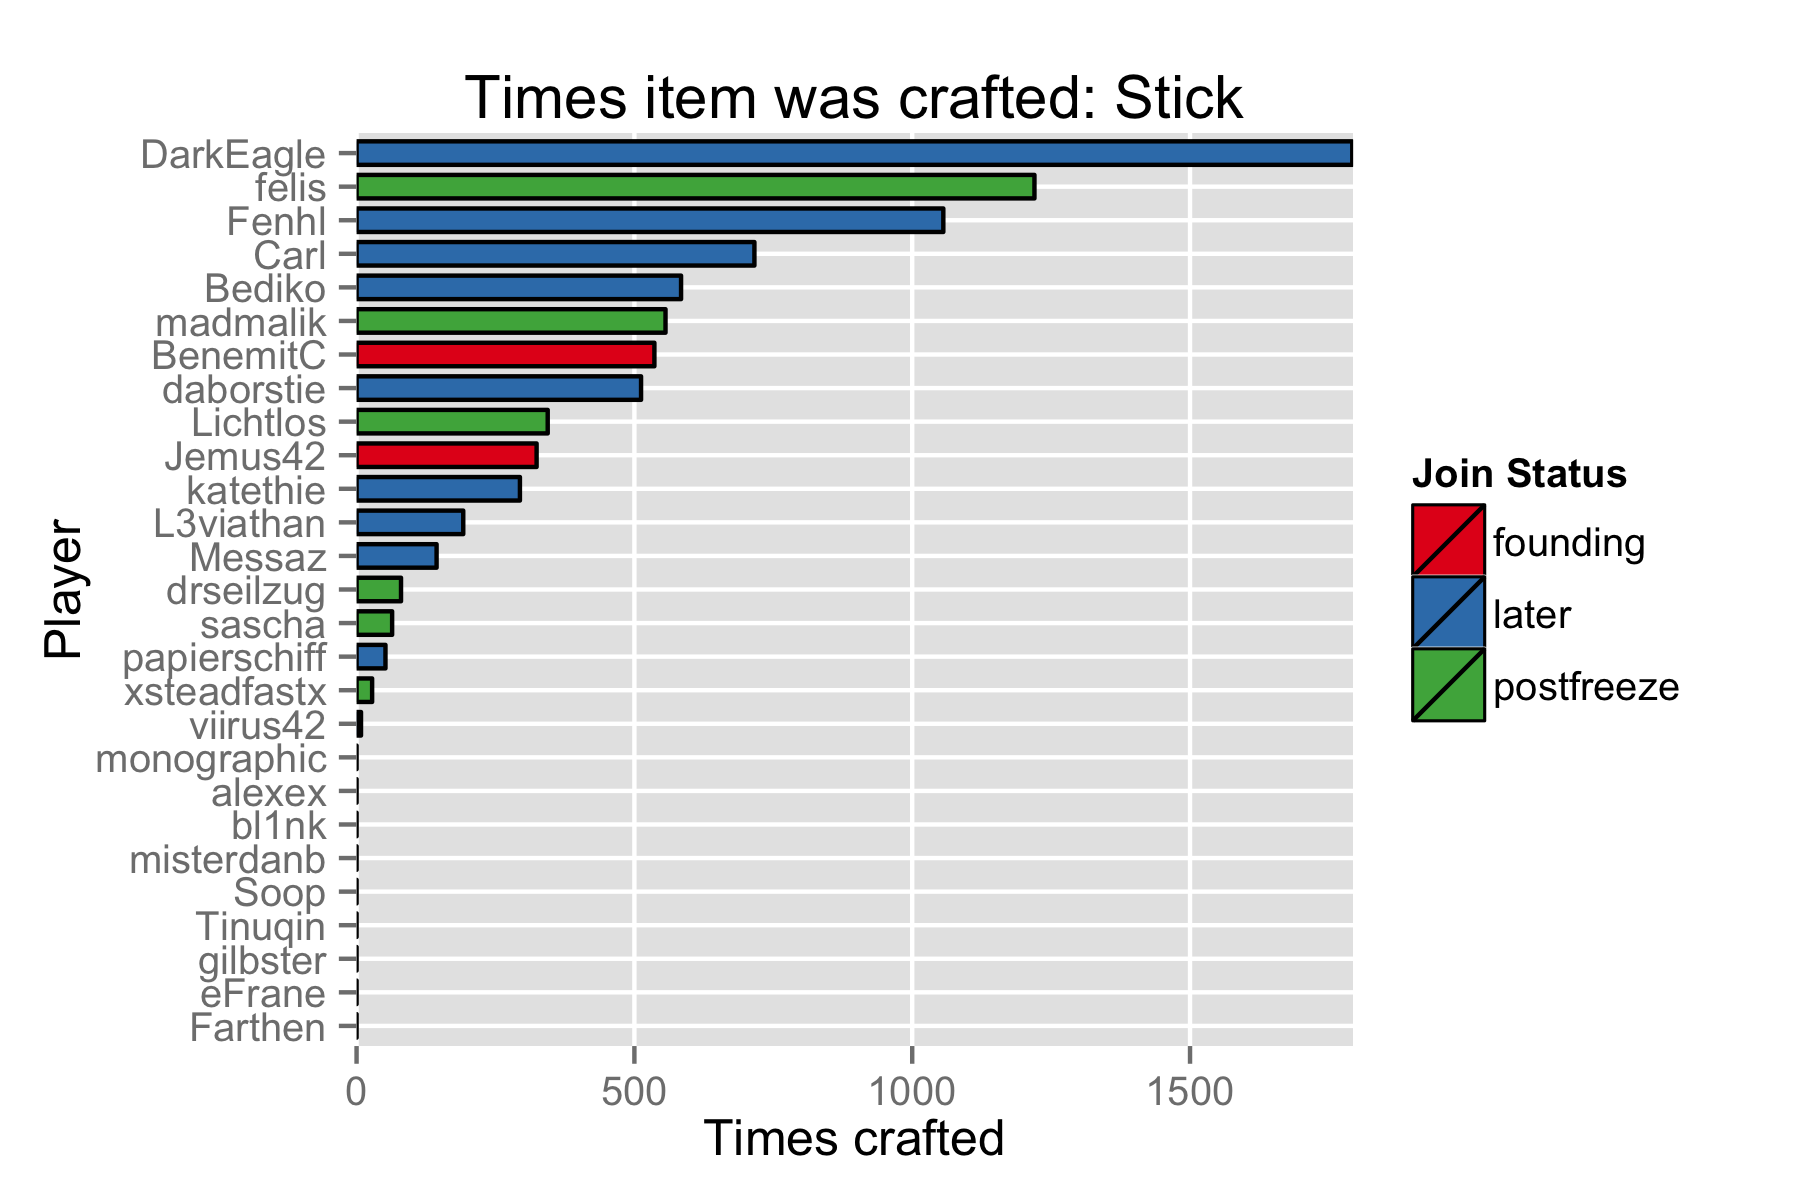 Times item was crafted: Stick
DarkEagle
felis
Fenhl
Carl
Bediko
madmalik
BenemitC
daborstie
Lichtlos
Jemus42
katethie
L3viathan
Messaz
drseilzug
sascha
papierschiff
xsteadfastx
viirus42
monographic
alexex
bl1nk
misterdanb
Soop
Tinuqin
gilbster
eFrane
Farthen
Player
0 500 1000 1500
Times crafted
Join Status
founding
later
postfreeze